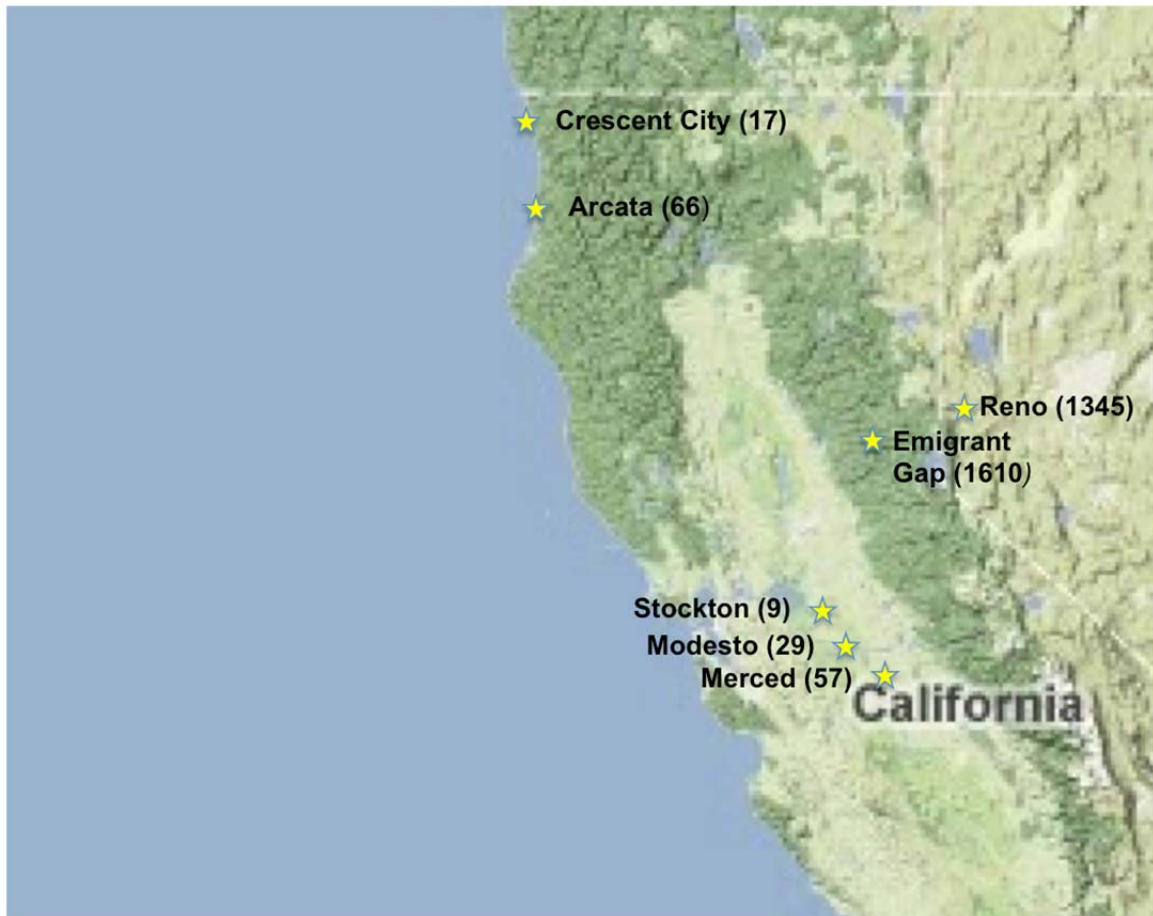 Crescent City (17)
Arcata (66)
Reno (1345)
Emigrant
Gap (1610)
Stockton (9)
Modesto (29)
Merced (57)
California